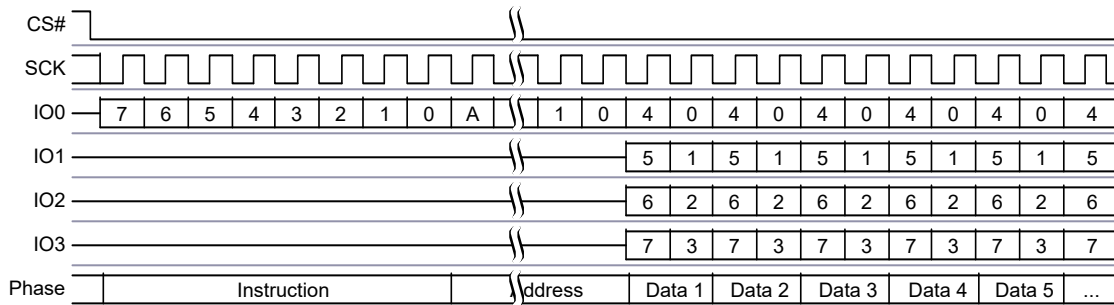 CS#
SCK
IO0 7 6 5 4 3 2 1 0 A 1 0 4 0 4 0 4 0 4 0 4 0 4
IO1 5 1 5 1 5 1 5 1 5 1 5
IO2 6 2 6 2 6 2 6 2 6 2 6
IO3 7 3 7 3 7 3 7 3 7 3 7
Phase Instruction Address Data 1 Data 2 Data 3 Data 4 Data 5 ...